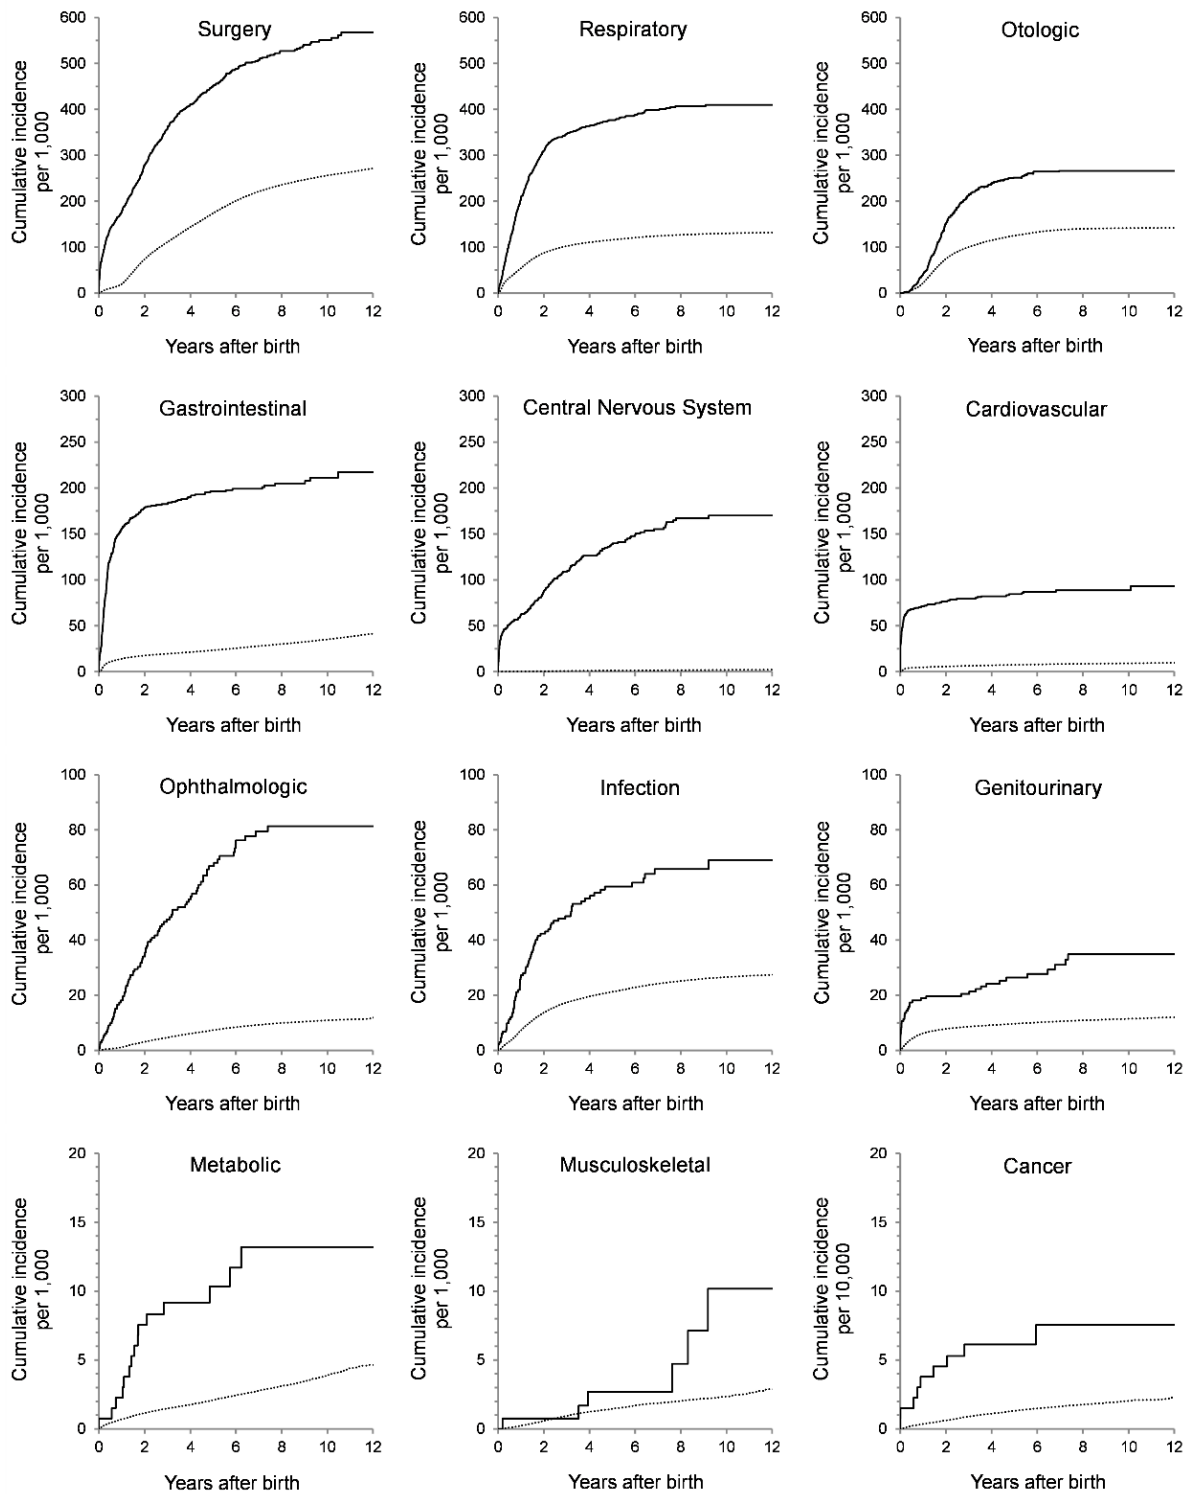 Surgery
600
500
400
300
200
100
0
0 2 4 6 8 10 12
Cumulative incidence
per 1,000
Years after birth
Respiratory
600
500
400
300
200
100
0
0 2 4 6 8 10 12
Cumulative incidence
per 1,000
Years after birth
Otologic
600
500
400
300
200
100
0
0 2 4 6 8 10 12
Cumulative incidence
per 1,000
Years after birth
Gastrointestinal
300
250
200
150
100
50
0
0 2 4 6 8 10 12
Cumulative incidence
per 1,000
Years after birth
Central Nervous System
300
250
200
150
100
50
0
0 2 4 6 8 10 12
Cumulative incidence
per 1,000
Years after birth
Cardiovascular
300
250
200
150
100
50
0
0 2 4 6 8 10 12
Cumulative incidence
per 1,000
Years after birth
Ophthalmologic
100
80
60
40
20
0
0 2 4 6 8 10 12
Cumulative incidence
per 1,000
Years after birth
Infection
100
80
60
40
20
0
0 2 4 6 8 10 12
Cumulative incidence
per 1,000
Years after birth
Genitourinary
100
80
60
40
20
0
0 2 4 6 8 10 12
Cumulative incidence
per 1,000
Years after birth
Metabolic
20
15
10
5
0
0 2 4 6 8 10 12
Cumulative incidence
per 1,000
Years after birth
Musculoskeletal
20
15
10
5
0
0 2 4 6 8 10 12
Cumulative incidence
per 1,000
Years after birth
Cancer
20
15
10
5
0
0 2 4 6 8 10 12
Cumulative incidence
per 10,000
Years after birth